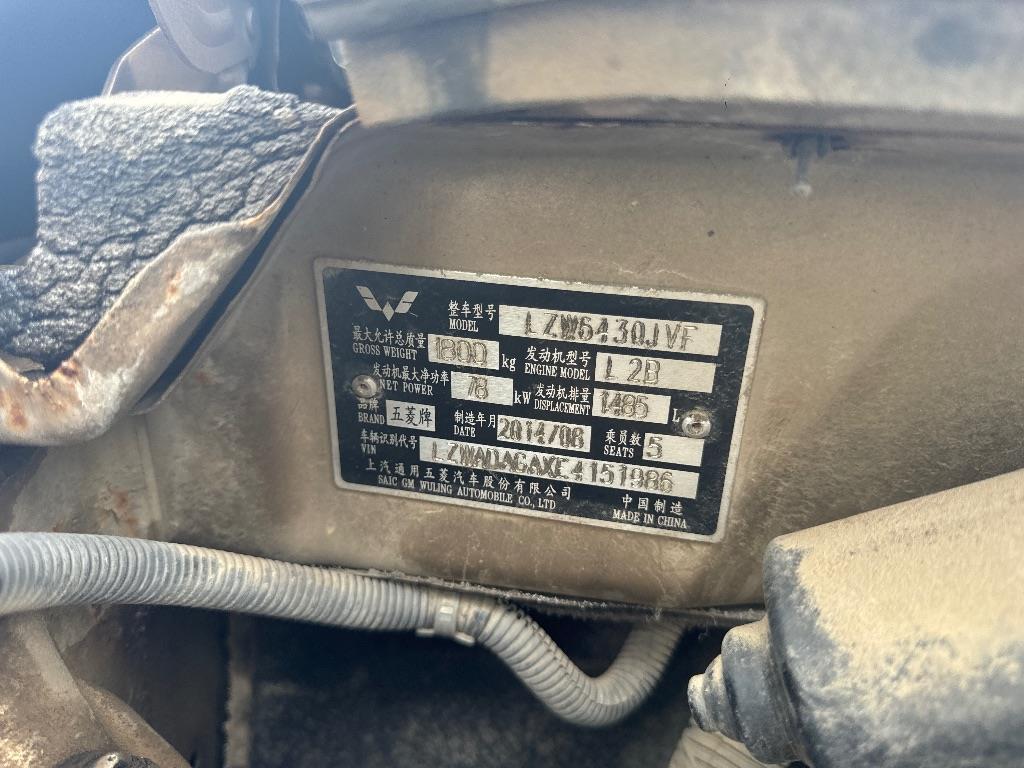 整车型号 MODEL LZW6430JVF
最大允许总质量 GROSS WEIGHT 1800 kg 发动机型号 ENGINE MODEL L2B
发动机最大净功率 NET POWER 78 kW 发动机排量 DISPLACEMENT 1485 L
品牌 BRAND 五菱牌 制造年月 DATE 2014/08 乘员数 SEATS 5
车辆识别代号 VIN LZWADAGAXE4151986
上汽通用五菱汽车股份有限公司 中国制造
SAIC GM WULING AUTOMOBILE CO., LTD MADE IN CHINA